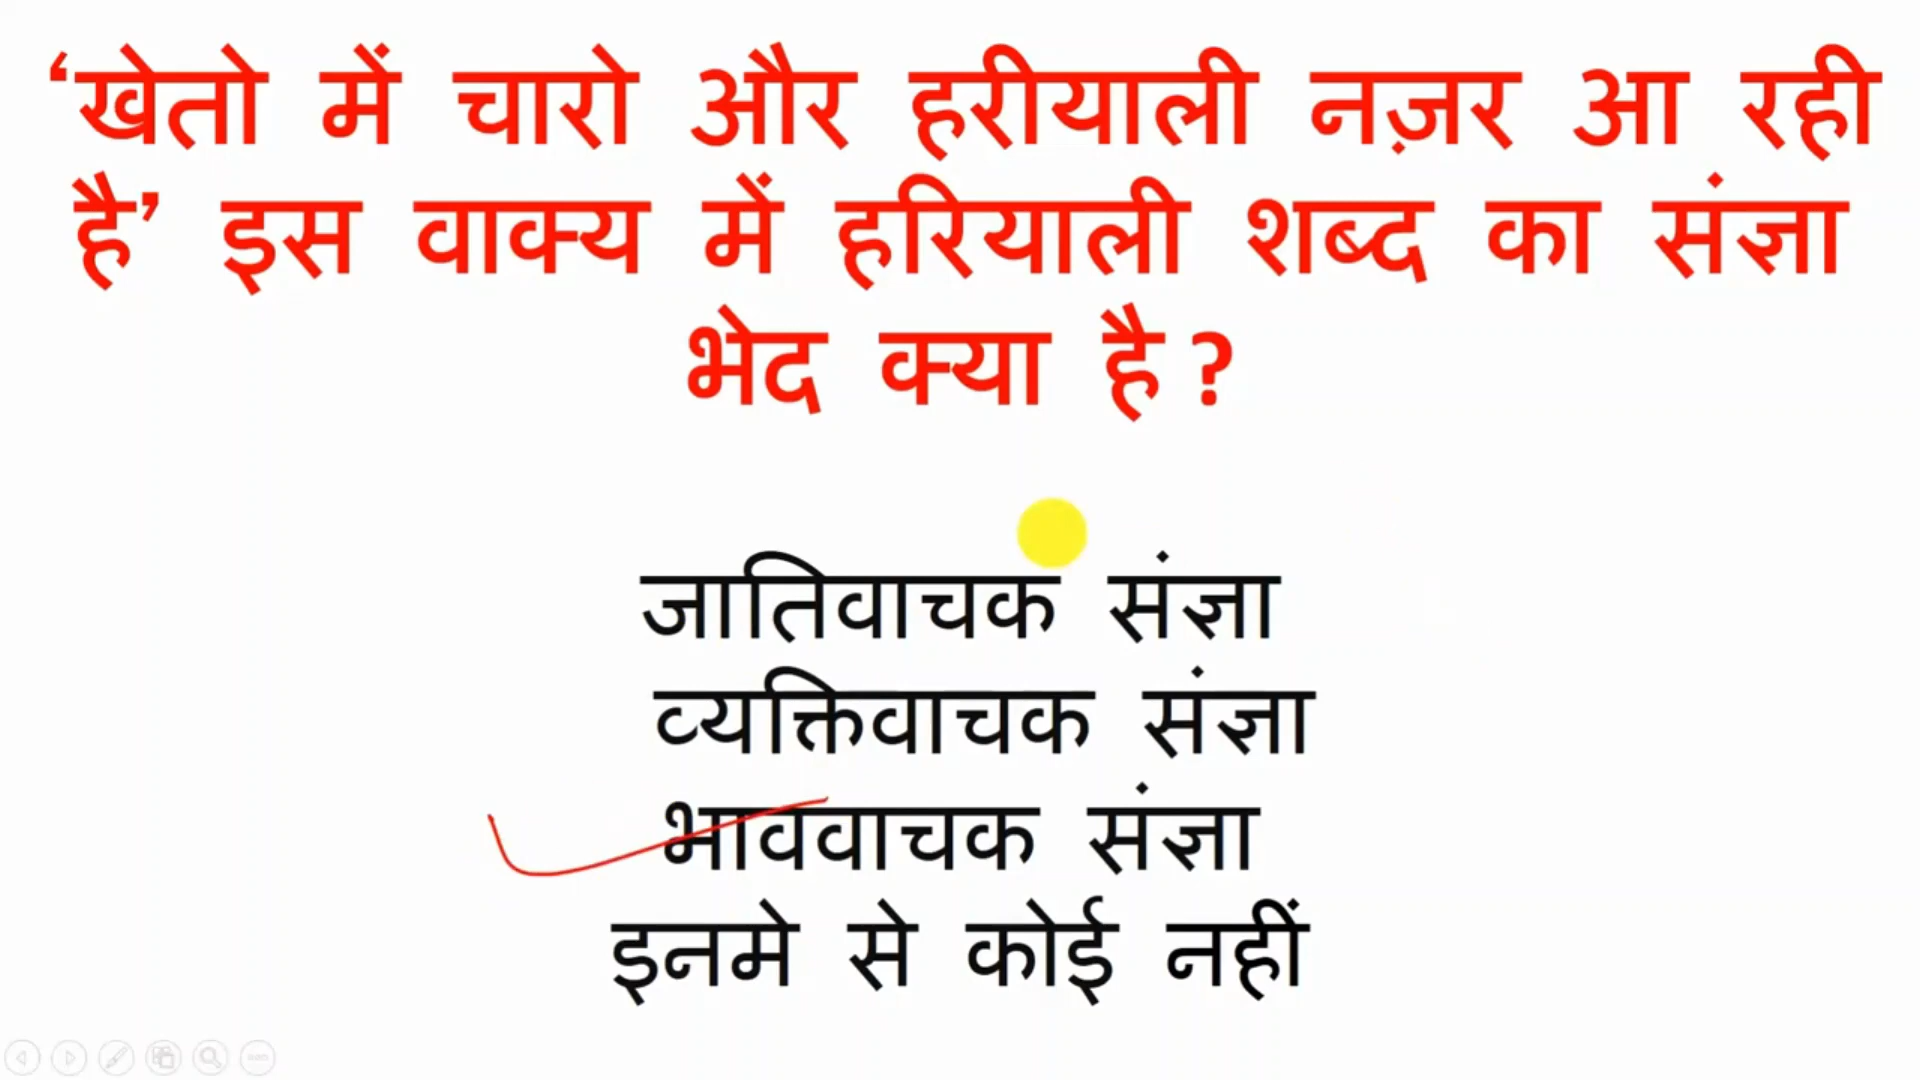 ‘खेतो में चारो और हरीयाली नज़र आ रही
है’ इस वाक्य में हरियाली शब्द का संज्ञा
भेद क्या है ?
जातिवाचक संज्ञा
व्यक्तिवाचक संज्ञा
भाववाचक संज्ञा
इनमे से कोई नहीं